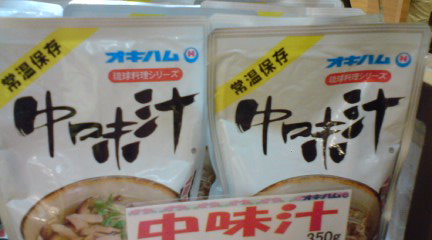 常温保存
オキハム
琉球料理シリーズ
中味汁
常温保存
オキハム
琉球料理シリーズ
中味汁
オキハム
中味汁
350g